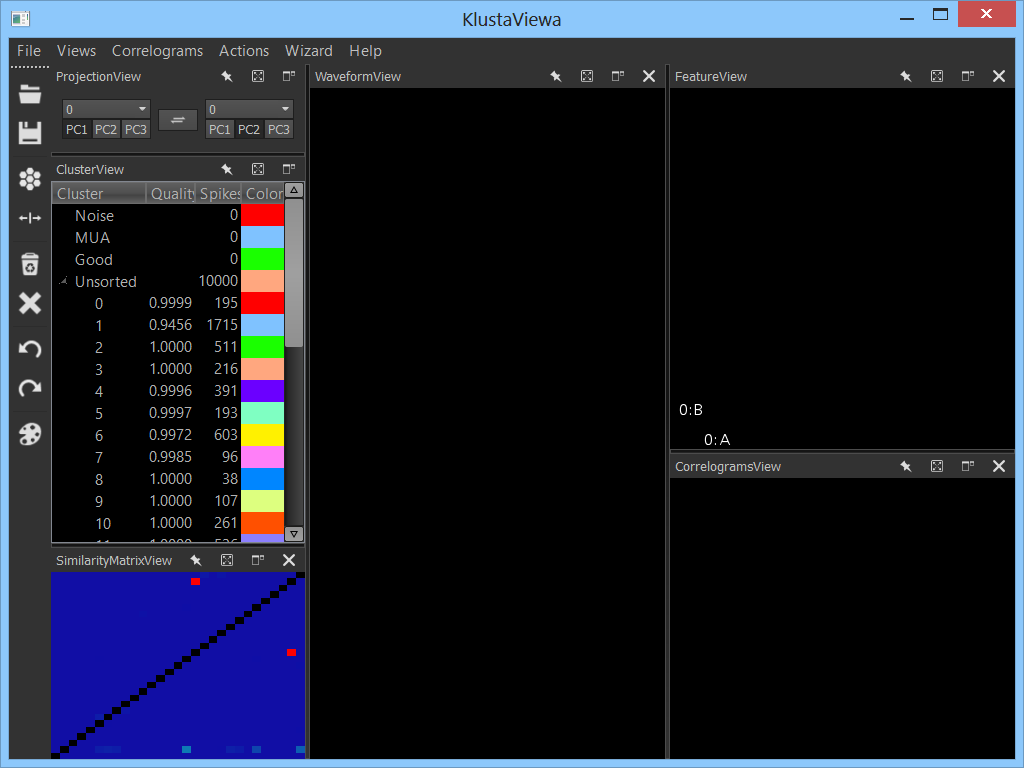 KlustaViewa
File Views Correlograms Actions Wizard Help
ProjectionView
0 0
PC1 PC2 PC3 PC1 PC2 PC3
ClusterView
Cluster Quality Spikes Color
Noise 0
MUA 0
Good 0
Unsorted 10000
0 0.9999 195
1 0.9456 1715
2 1.0000 511
3 1.0000 216
4 0.9996 391
5 0.9997 193
6 0.9972 603
7 0.9985 96
8 1.0000 38
9 1.0000 107
10 1.0000 261
SimilarityMatrixView
WaveformView
FeatureView
0:B
0:A
CorrelogramsView